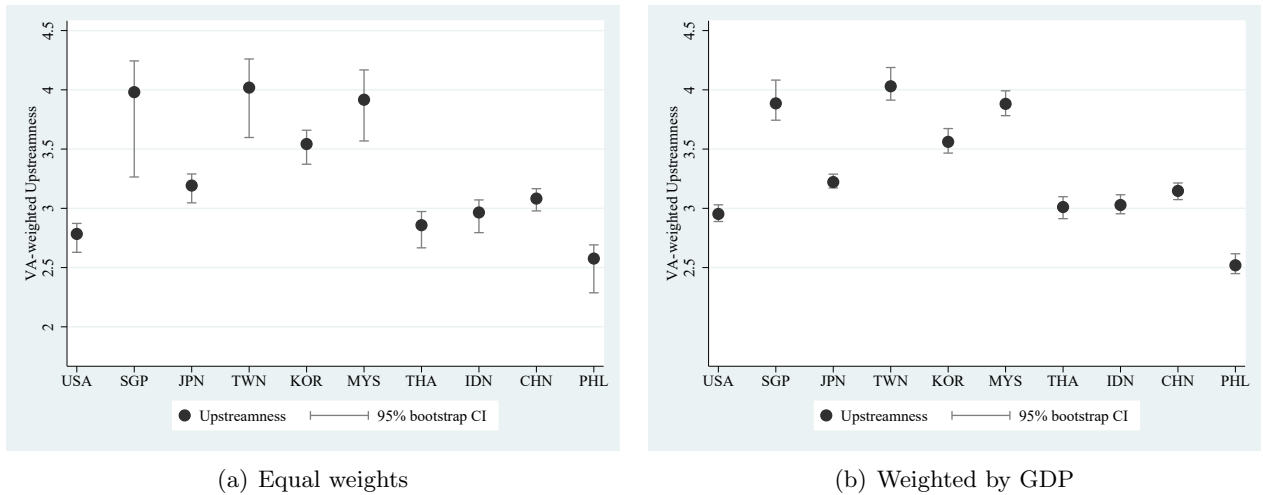 VA-weighted Upstreamness
4.5
4
3.5
3
2.5
2
USA SGP JPN TWN KOR MYS THA IDN CHN PHL
Upstreamness 95% bootstrap CI
(a) Equal weights
VA-weighted Upstreamness
4.5
4
3.5
3
2.5
USA SGP JPN TWN KOR MYS THA IDN CHN PHL
Upstreamness 95% bootstrap CI
(b) Weighted by GDP